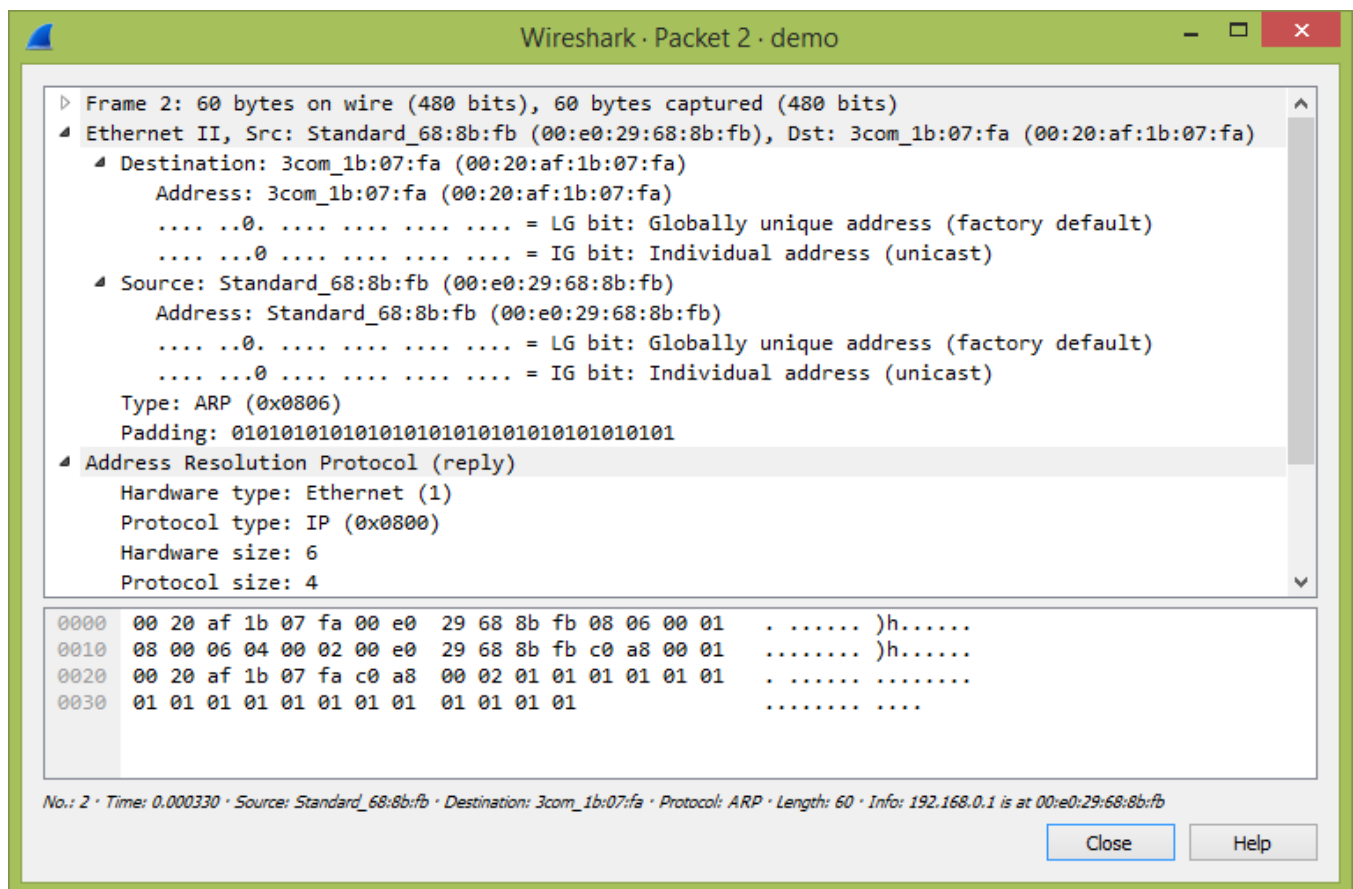 Wireshark · Packet 2 · demo
Frame 2: 60 bytes on wire (480 bits), 60 bytes captured (480 bits)
Ethernet II, Src: Standard_68:8b:fb (00:e0:29:68:8b:fb), Dst: 3com_1b:07:fa (00:20:af:1b:07:fa)
Destination: 3com_1b:07:fa (00:20:af:1b:07:fa)
Address: 3com_1b:07:fa (00:20:af:1b:07:fa)
.... ..0. .... .... .... .... = LG bit: Globally unique address (factory default)
.... ...0 .... .... .... .... = IG bit: Individual address (unicast)
Source: Standard_68:8b:fb (00:e0:29:68:8b:fb)
Address: Standard_68:8b:fb (00:e0:29:68:8b:fb)
.... ..0. .... .... .... .... = LG bit: Globally unique address (factory default)
.... ...0 .... .... .... .... = IG bit: Individual address (unicast)
Type: ARP (0x0806)
Padding: 010101010101010101010101010101010101
Address Resolution Protocol (reply)
Hardware type: Ethernet (1)
Protocol type: IP (0x0800)
Hardware size: 6
Protocol size: 4
0000 00 20 af 1b 07 fa 00 e0 29 68 8b fb 08 06 00 01 . ...... )h......
0010 08 00 06 04 00 02 00 e0 29 68 8b fb c0 a8 00 01 ........ )h......
0020 00 20 af 1b 07 fa c0 a8 00 02 01 01 01 01 01 01 . ...... ........
0030 01 01 01 01 01 01 01 01 01 01 01 01 ........ ....
No.: 2 · Time: 0.000330 · Source: Standard_68:8b:fb · Destination: 3com_1b:07:fa · Protocol: ARP · Length: 60 · Info: 192.168.0.1 is at 00:e0:29:68:8b:fb
Close Help